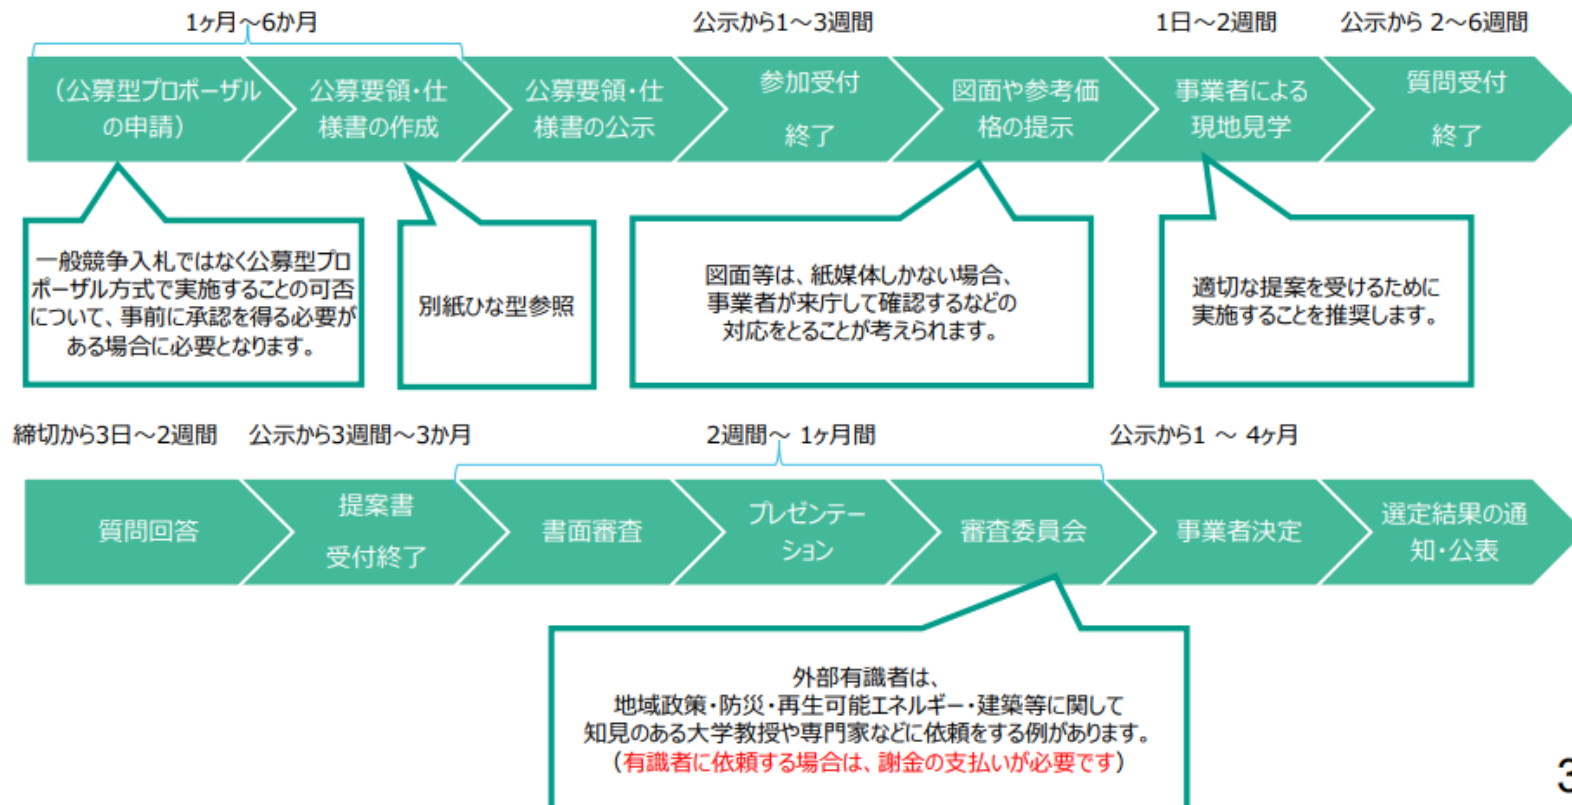 1ヶ月～6か月
公示から1～3週間
1日～2週間
公示から 2～6週間
（公募型プロポーザル
の申請）
公募要領・仕
様書の作成
公募要領・仕
様書の公示
参加受付
終了
図面や参考価
格の提示
事業者による
現地見学
質問受付
終了
一般競争入札ではなく公募型プロ
ポーザル方式で実施することの可否
について、事前に承認を得る必要が
ある場合に必要となります。
別紙ひな型参照
図面等は、紙媒体しかない場合、
事業者が来庁して確認するなどの
対応をとることが考えられます。
適切な提案を受けるために
実施することを推奨します。
締切から3日～2週間
公示から3週間～3か月
2週間～ 1ヶ月間
公示から1 ～ 4ヶ月
質問回答
提案書
受付終了
書面審査
プレゼンテー
ション
審査委員会
事業者決定
選定結果の通
知・公表
外部有識者は、
地域政策・防災・再生可能エネルギー・建築等に関して
知見のある大学教授や専門家などに依頼をする例があります。
（有識者に依頼する場合は、謝金の支払いが必要です）
3